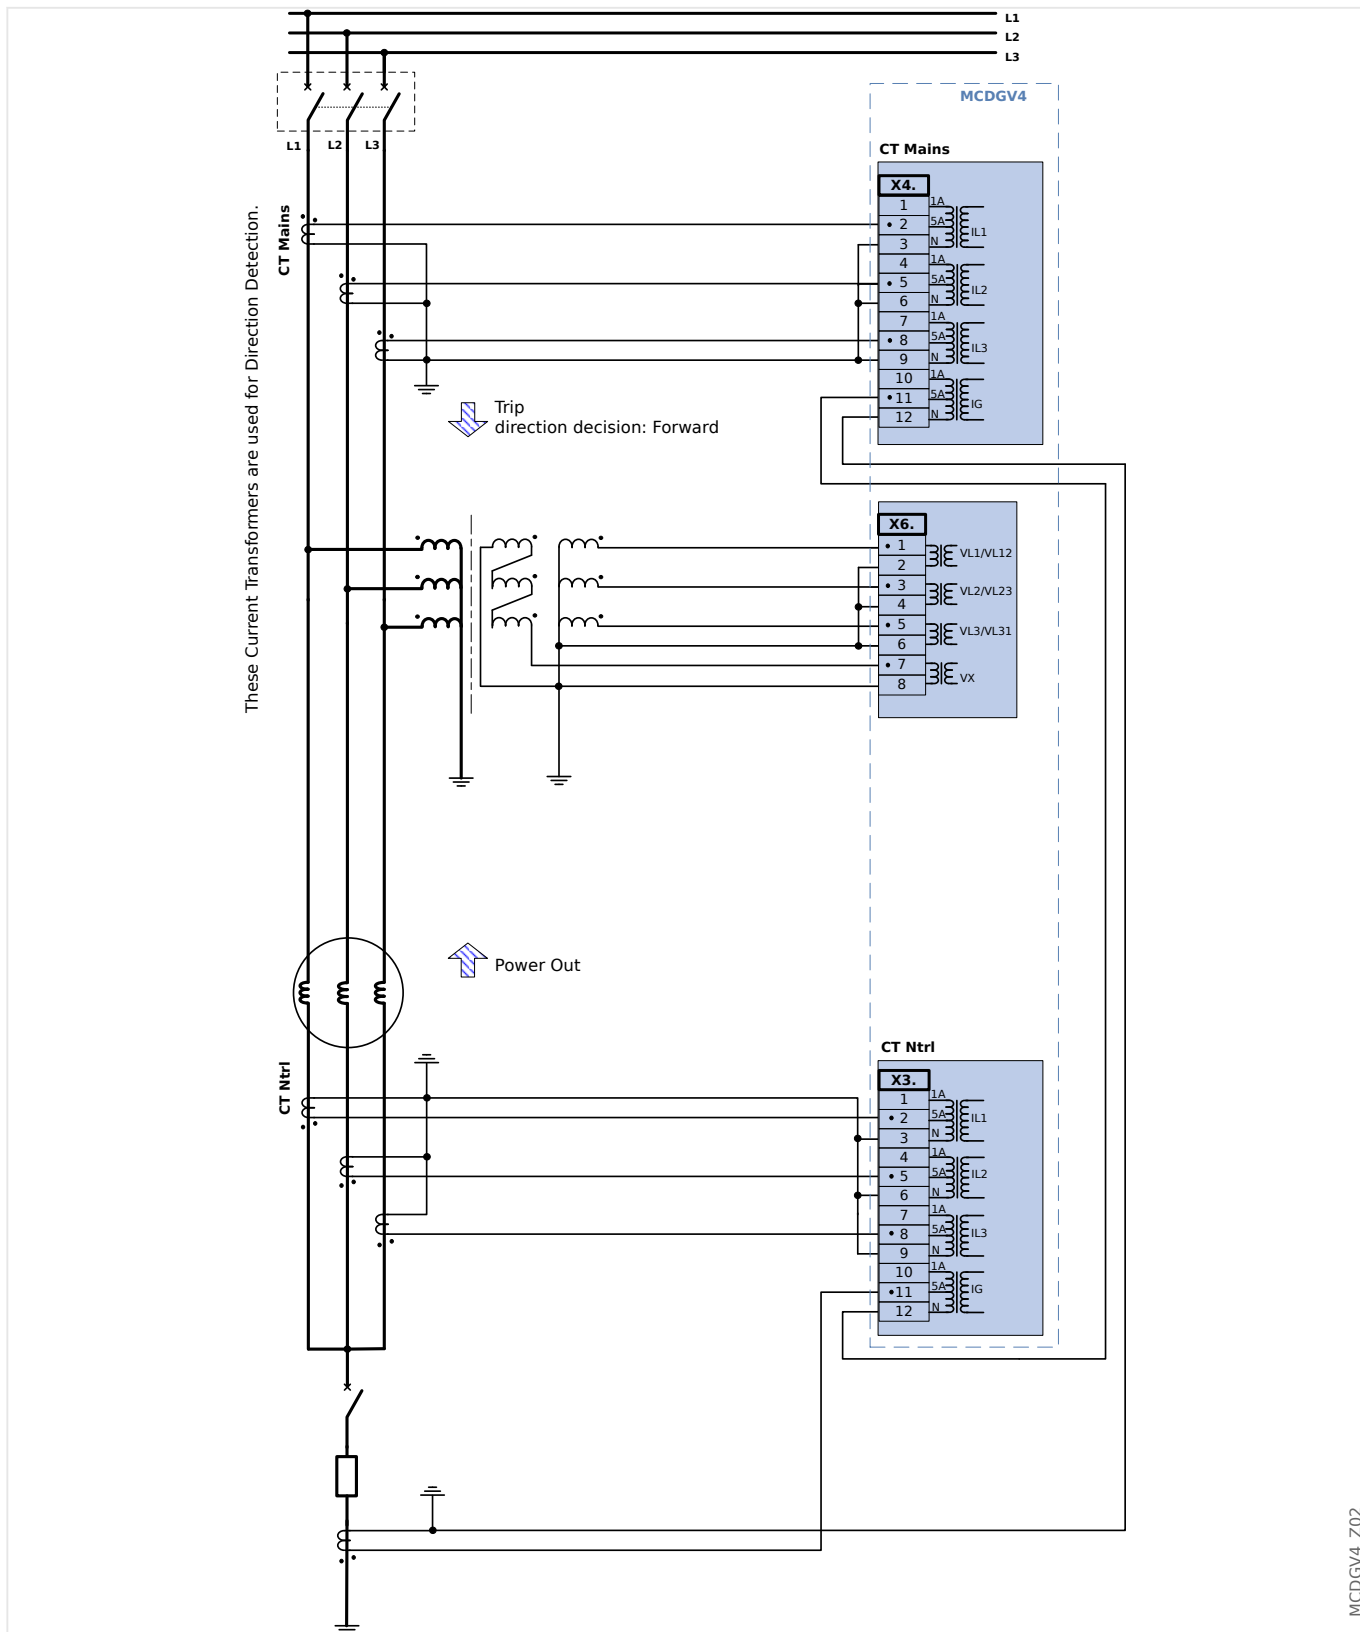 L1
L2
L3
MCDGV4
L1 L2 L3
CT Mains
These Current Transformers are used for Direction Detection.
CT Mains
X4.
1 1A
• 2 5A IL1
3 N
4 1A
• 5 5A IL2
6 N
7 1A
• 8 5A IL3
9 N
10 1A
• 11 5A IG
12 N
Trip
direction decision: Forward
X6.
• 1 VL1/VL12
2
• 3 VL2/VL23
4
• 5 VL3/VL31
6
• 7 VX
8
Power Out
CT Ntrl
CT Ntrl
X3.
1 1A
• 2 5A IL1
3 N
4 1A
• 5 5A IL2
6 N
7 1A
• 8 5A IL3
9 N
10 1A
• 11 5A IG
12 N
MCDGV4_Z02